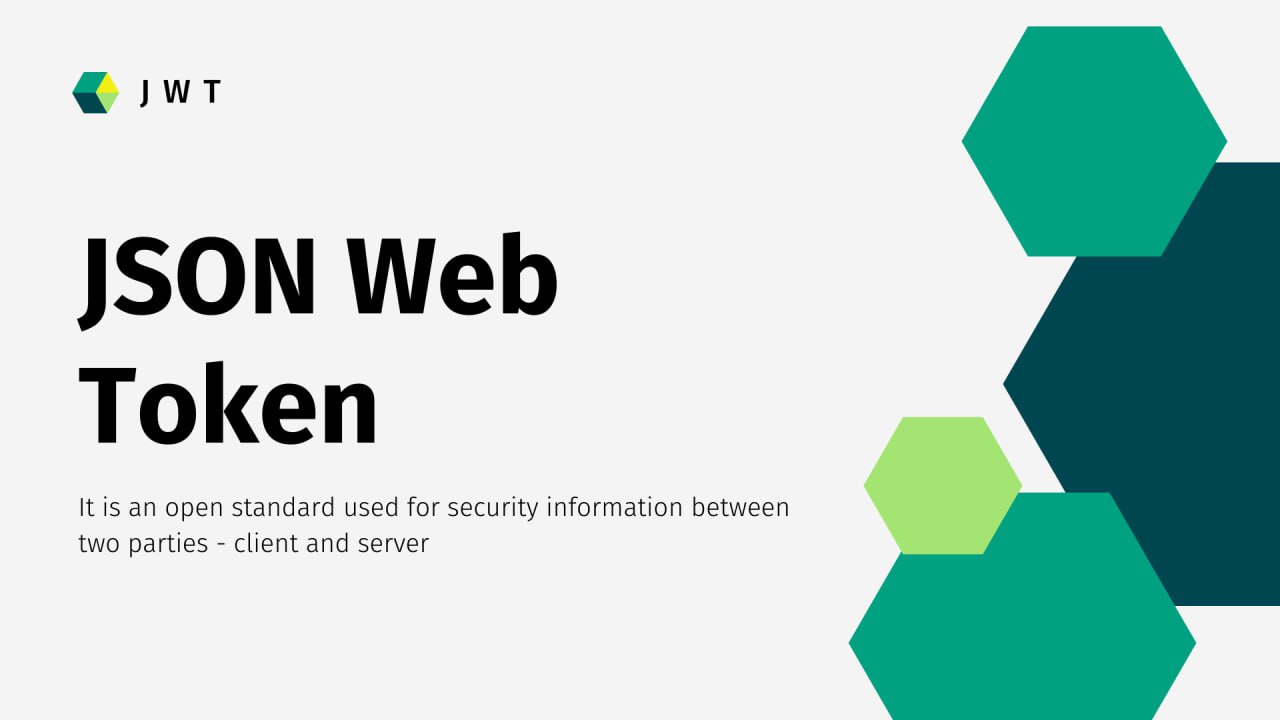 J W T
JSON Web
Token
It is an open standard used for security information between
two parties - client and server